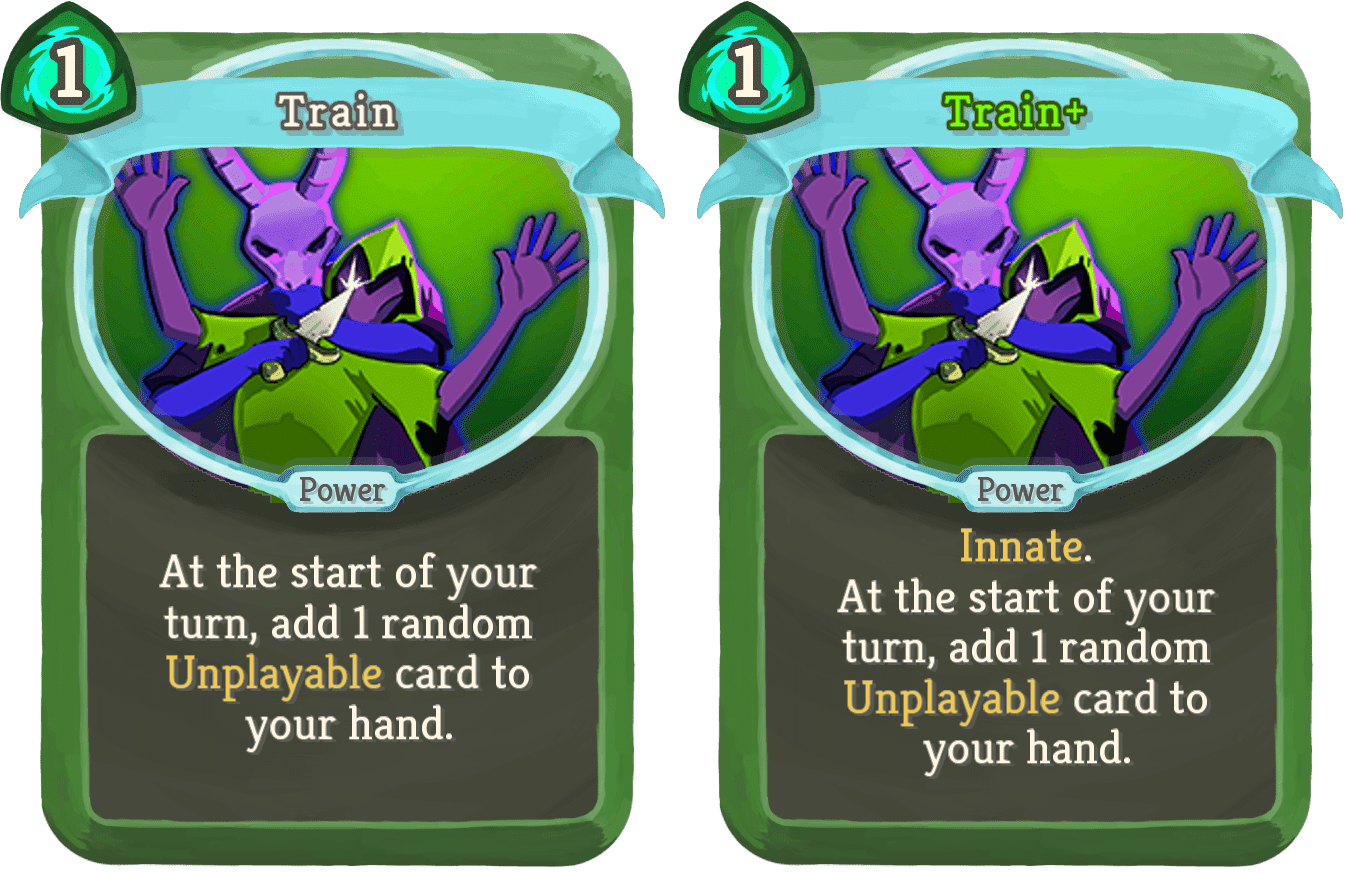 1
Train
Power
At the start of your
turn, add 1 random
Unplayable card to
your hand.
1
Train+
Power
Innate.
At the start of your
turn, add 1 random
Unplayable card to
your hand.